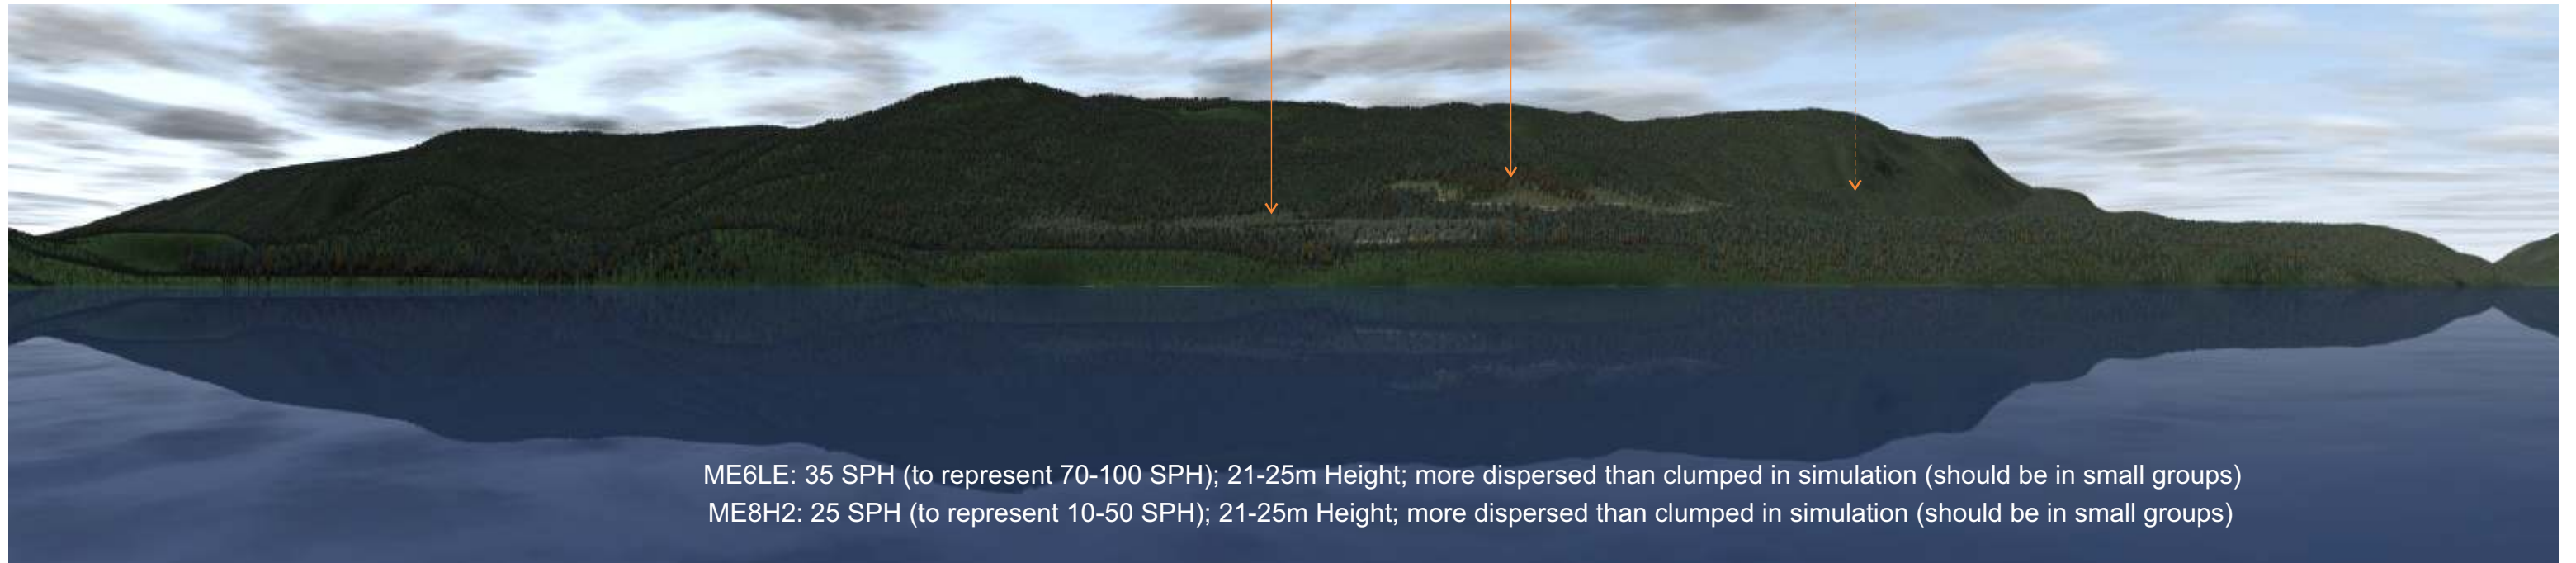 ME6LE: 35 SPH (to represent 70-100 SPH); 21-25m Height; more dispersed than clumped in simulation (should be in small groups)
ME8H2: 25 SPH (to represent 10-50 SPH); 21-25m Height; more dispersed than clumped in simulation (should be in small groups)